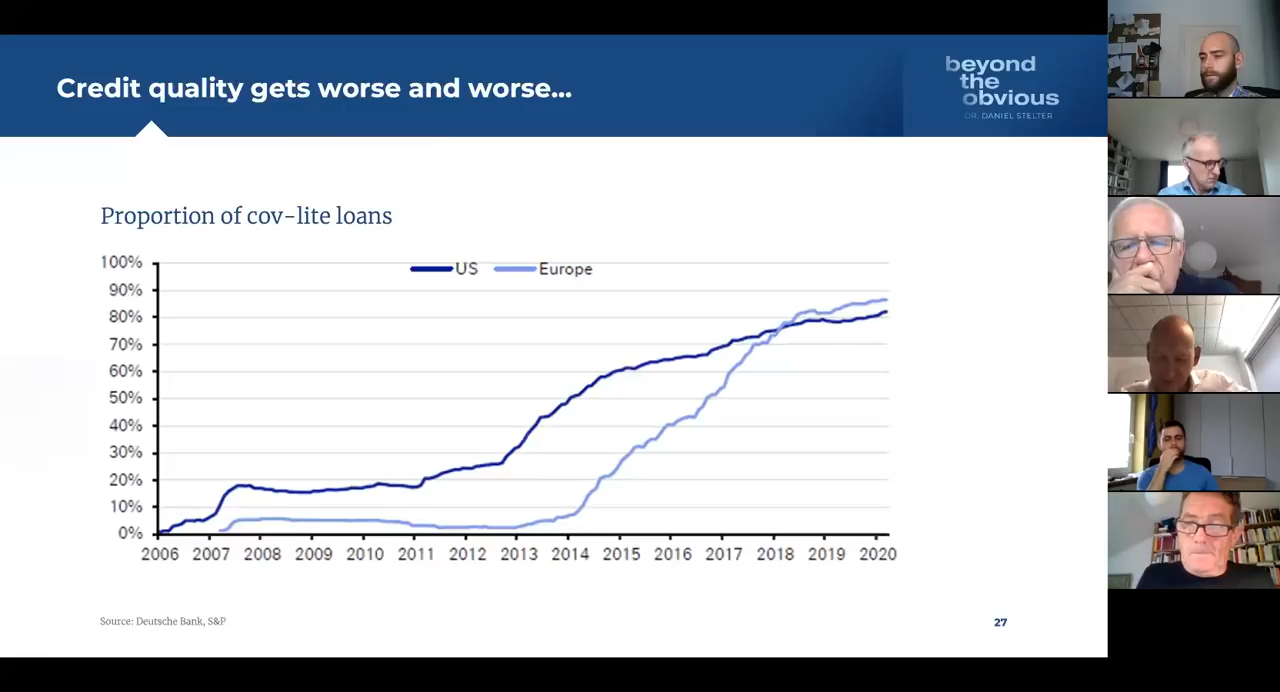 Credit quality gets worse and worse...
beyond
the
obvious
DR. DANIEL STELTER
Proportion of cov-lite loans
US
Europe
100%
90%
80%
70%
60%
50%
40%
30%
20%
10%
0%
2006 2007 2008 2009 2010 2011 2012 2013 2014 2015 2016 2017 2018 2019 2020
Source: Deutsche Bank, S&P
27